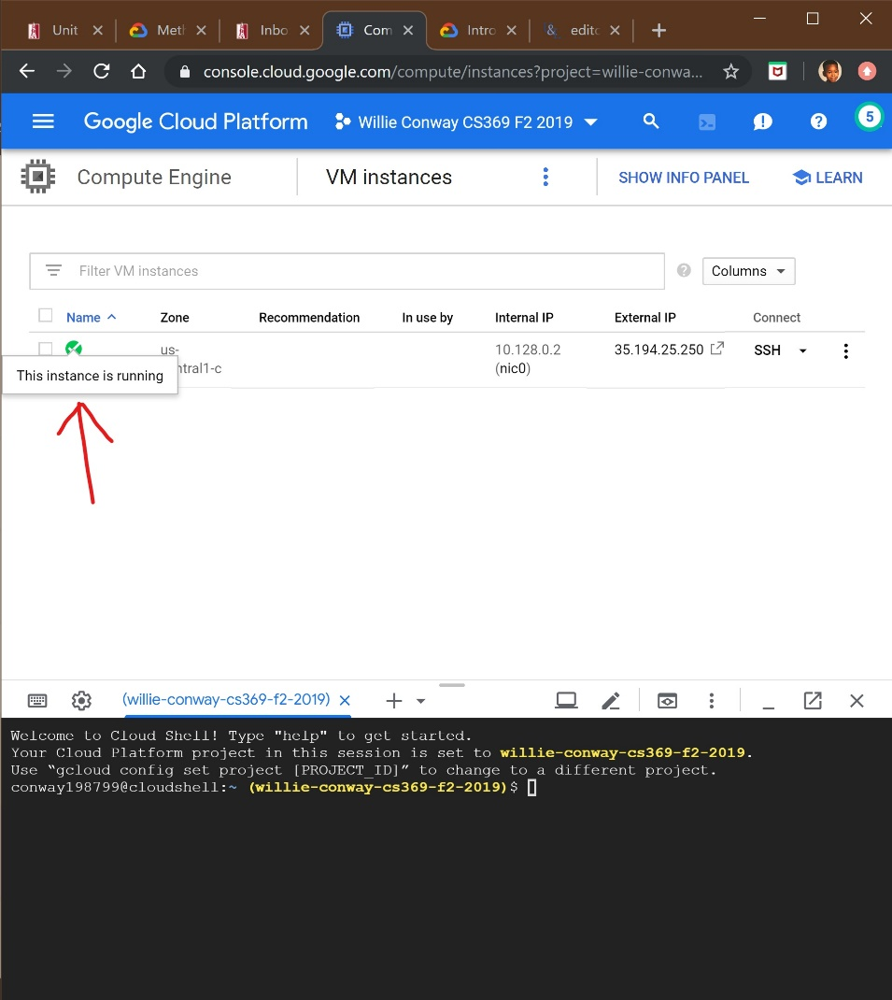 Unit
Meth
Inbo
Com
Intro
edito
console.cloud.google.com/compute/instances?project=willie-conwa...
Google Cloud Platform
Willie Conway CS369 F2 2019
5
Compute Engine
VM instances
SHOW INFO PANEL
LEARN
Filter VM instances
Columns
Name Zone Recommendation In use by Internal IP External IP Connect
us-
ntral1-c
10.128.0.2
(nic0)
35.194.25.250
SSH
This instance is running
(willie-conway-cs369-f2-2019)
Welcome to Cloud Shell! Type "help" to get started.
Your Cloud Platform project in this session is set to willie-conway-cs369-f2-2019.
Use “gcloud config set project [PROJECT_ID]” to change to a different project.
conway198799@cloudshell:~ (willie-conway-cs369-f2-2019)$